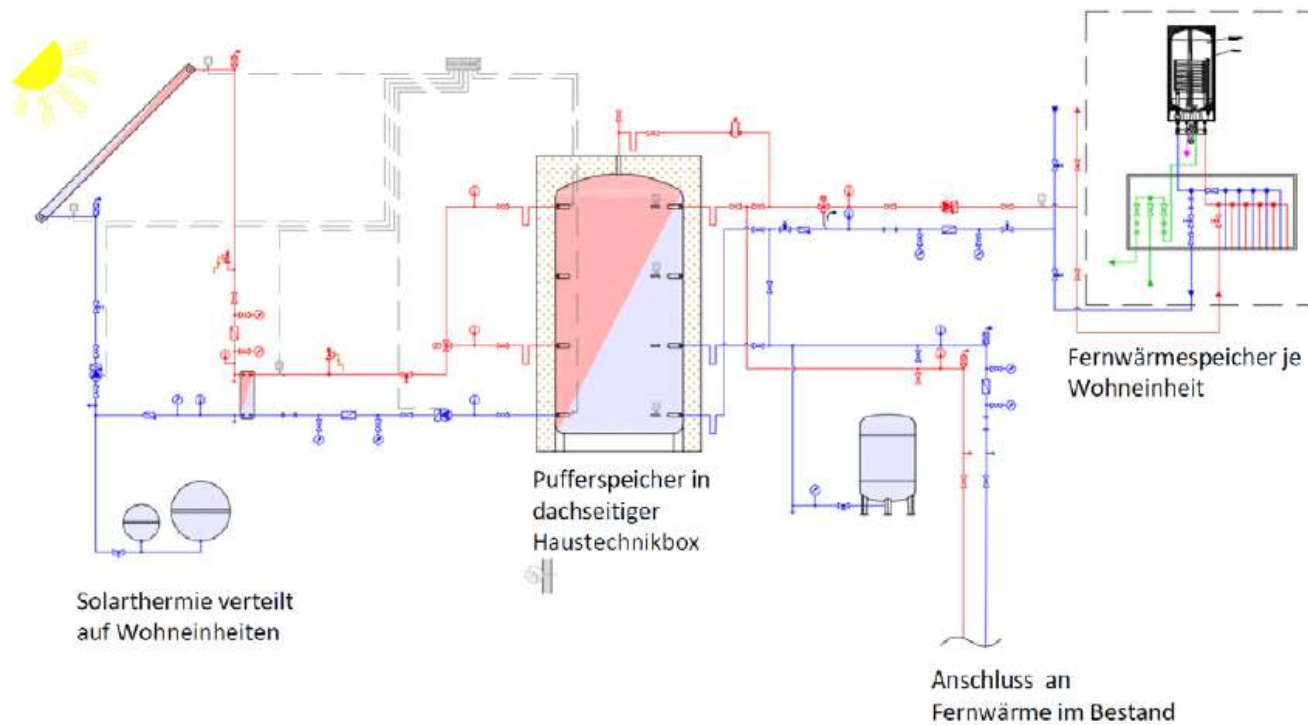 Fernwärmespeicher je
Wohneinheit
Pufferspeicher in
dachseitiger
Haustechnikbox
Solarthermie verteilt
auf Wohneinheiten
Anschluss an
Fernwärme im Bestand